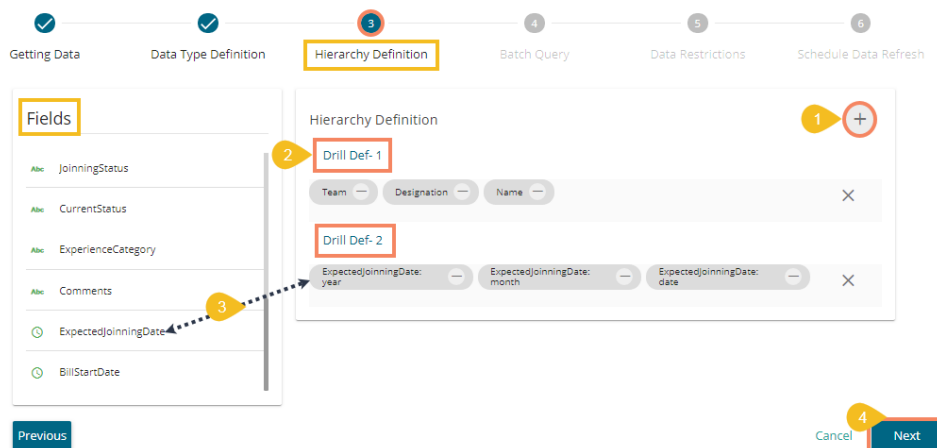 3 4 5 6
Getting Data Data Type Definition Hierarchy Definition Batch Query Data Restrictions Schedule Data Refresh
Fields
Abc JoinningStatus
Abc CurrentStatus
Abc ExperienceCategory
Abc Comments
ExpectedJoinningDate
BillStartDate
3
Hierarchy Definition
1 +
2 Drill Def- 1
Team Designation Name
Drill Def- 2
ExpectedJoinningDate:
year
ExpectedJoinningDate:
month
ExpectedJoinningDate:
date
4
Previous Cancel Next